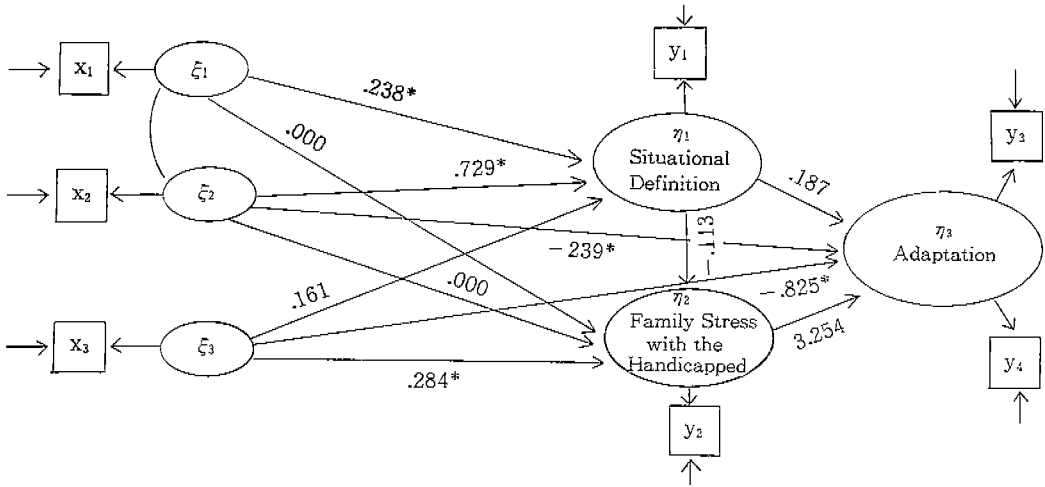 y₁
x₁
ξ₁
.238*
.000
η₁
Situational
Definition
y₃
x₂
ξ₂
.729*
.187
-239*
-.113
η₃
Adaptation
.161
.000
-.825*
x₃
ξ₃
η₂
Family Stress
with the
Handicapped
3.254
.284*
y₂
y₄